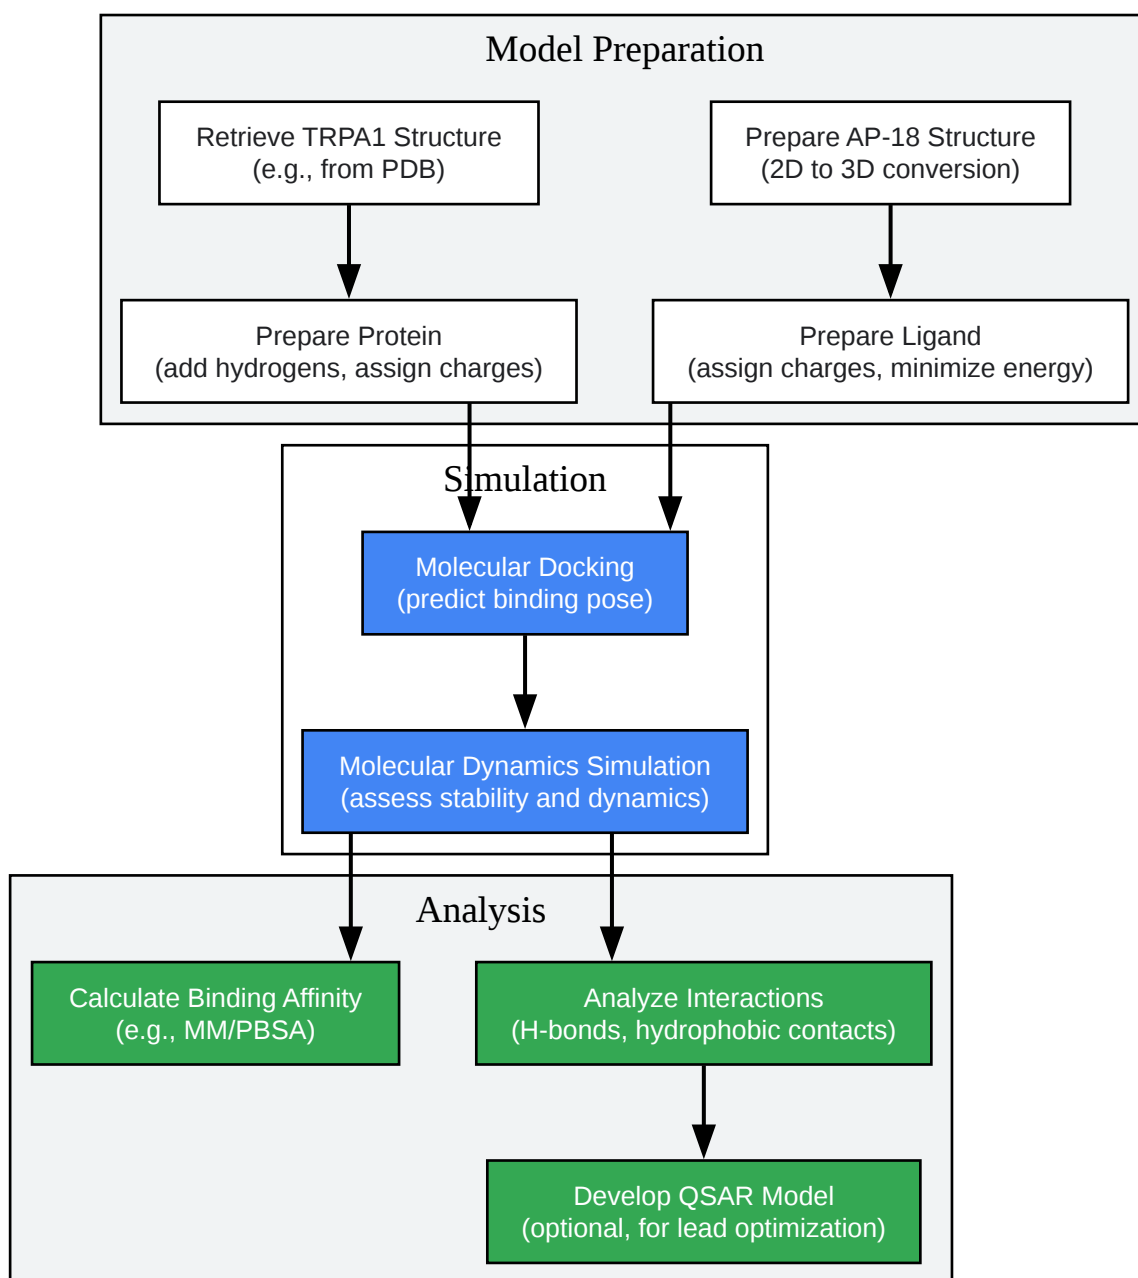 Model Preparation
Retrieve TRPA1 Structure
(e.g., from PDB)
Prepare AP-18 Structure
(2D to 3D conversion)
Prepare Protein
(add hydrogens, assign charges)
Prepare Ligand
(assign charges, minimize energy)
Simulation
Molecular Docking
(predict binding pose)
Molecular Dynamics Simulation
(assess stability and dynamics)
Analysis
Calculate Binding Affinity
(e.g., MM/PBSA)
Analyze Interactions
(H-bonds, hydrophobic contacts)
Develop QSAR Model
(optional, for lead optimization)